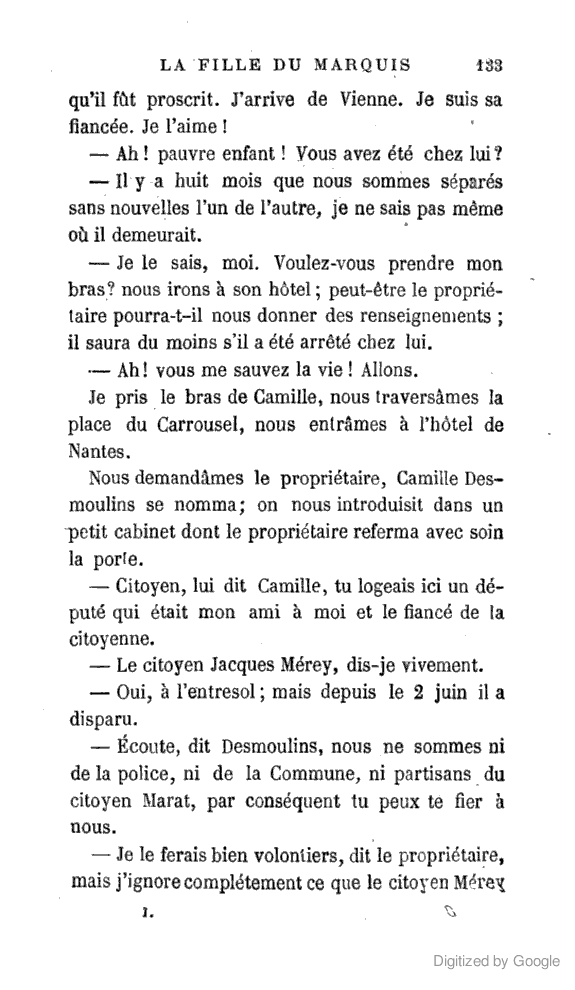 LA FILLE DU MARQUIS 133
qu'il fût proscrit. J'arrive de Vienne. Je suis sa
fiancée. Je l'aime !
— Ah ! pauvre enfant ! Vous avez été chez lui ?
— Il y a huit mois que nous sommes séparés
sans nouvelles l'un de l'autre, je ne sais pas même
où il demeurait.
— Je le sais, moi. Voulez-vous prendre mon
bras ? nous irons à son hôtel ; peut-être le proprié-
taire pourra-t-il nous donner des renseignements ;
il saura du moins s'il a été arrêté chez lui.
— Ah ! vous me sauvez la vie ! Allons.
Je pris le bras de Camille, nous traversâmes la
place du Carrousel, nous entrâmes à l'hôtel de
Nantes.
Nous demandâmes le propriétaire, Camille Des-
moulins se nomma ; on nous introduisit dans un
petit cabinet dont le propriétaire referma avec soin
la porte.
— Citoyen, lui dit Camille, tu logeais ici un dé-
puté qui était mon ami à moi et le fiancé de la
citoyenne.
— Le citoyen Jacques Mérey, dis-je vivement.
— Oui, à l'entresol ; mais depuis le 2 juin il a
disparu.
— Écoute, dit Desmoulins, nous ne sommes ni
de la police, ni de la Commune, ni partisans du
citoyen Marat, par conséquent tu peux te fier à
nous.
— Je le ferais bien volontiers, dit le propriétaire,
mais j'ignore complétement ce que le citoyen Mérey
I. 8
Digitized by Google